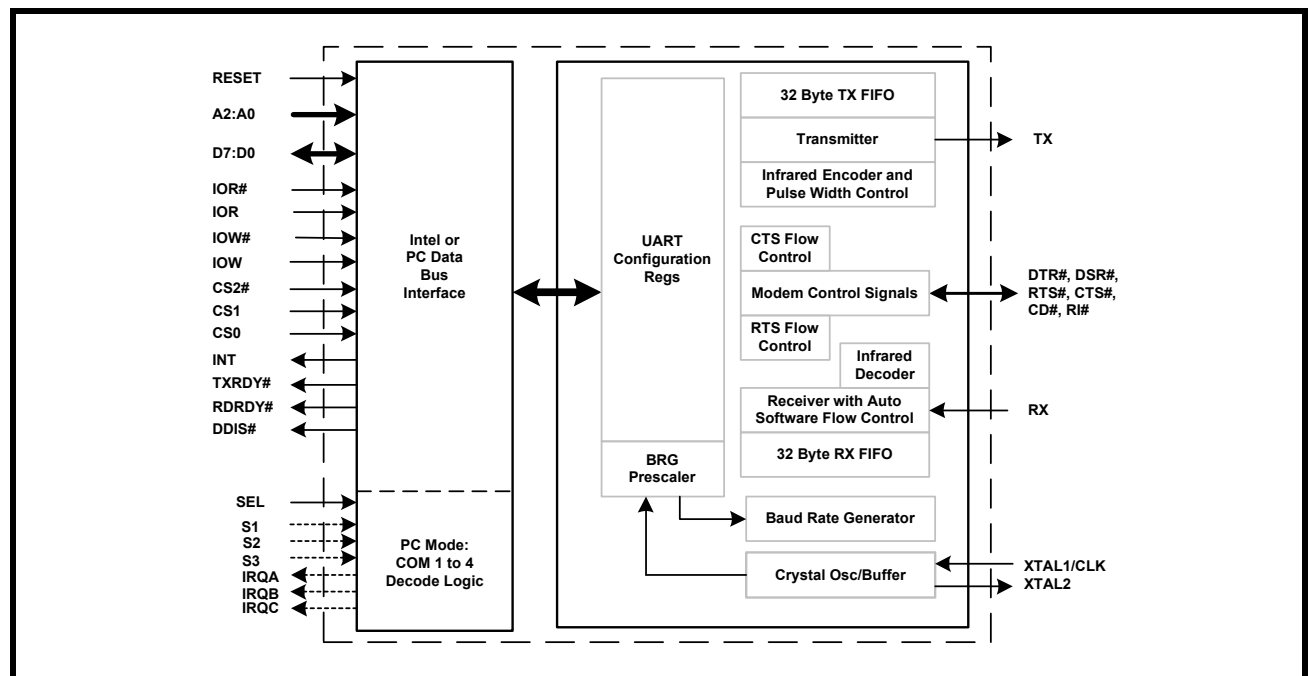 RESET
A2:A0
D7:D0
IOR#
IOR
IOW#
IOW
CS2#
CS1
CS0
INT
TXRDY#
RDRDY#
DDIS#
SEL
S1
S2
S3
IRQA
IRQB
IRQC
Intel or
PC Data
Bus
Interface
PC Mode:
COM 1 to 4
Decode Logic
UART
Configuration
Regs
BRG
Prescaler
32 Byte TX FIFO
Transmitter
Infrared Encoder and
Pulse Width Control
CTS Flow
Control
Modem Control Signals
RTS Flow
Control
Infrared
Decoder
Receiver with Auto
Software Flow Control
32 Byte RX FIFO
Baud Rate Generator
Crystal Osc/Buffer
TX
DTR#, DSR#,
RTS#, CTS#,
CD#, RI#
RX
XTAL1/CLK
XTAL2